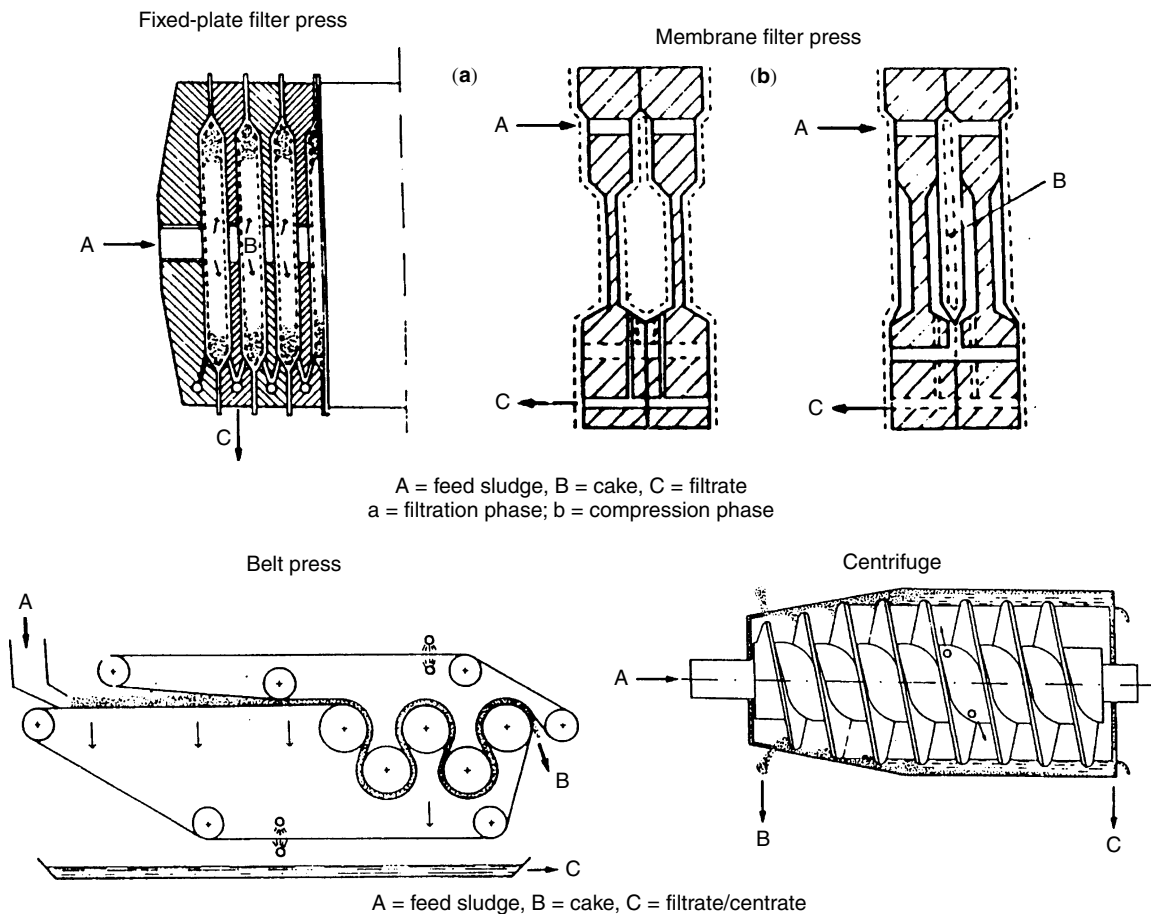 Fixed-plate filter press
Membrane filter press
(a)
(b)
A
B
C
A
C
A
B
C
A = feed sludge, B = cake, C = filtrate
a = filtration phase; b = compression phase
Belt press
Centrifuge
A
B
C
A
B
C
A = feed sludge, B = cake, C = filtrate/centrate